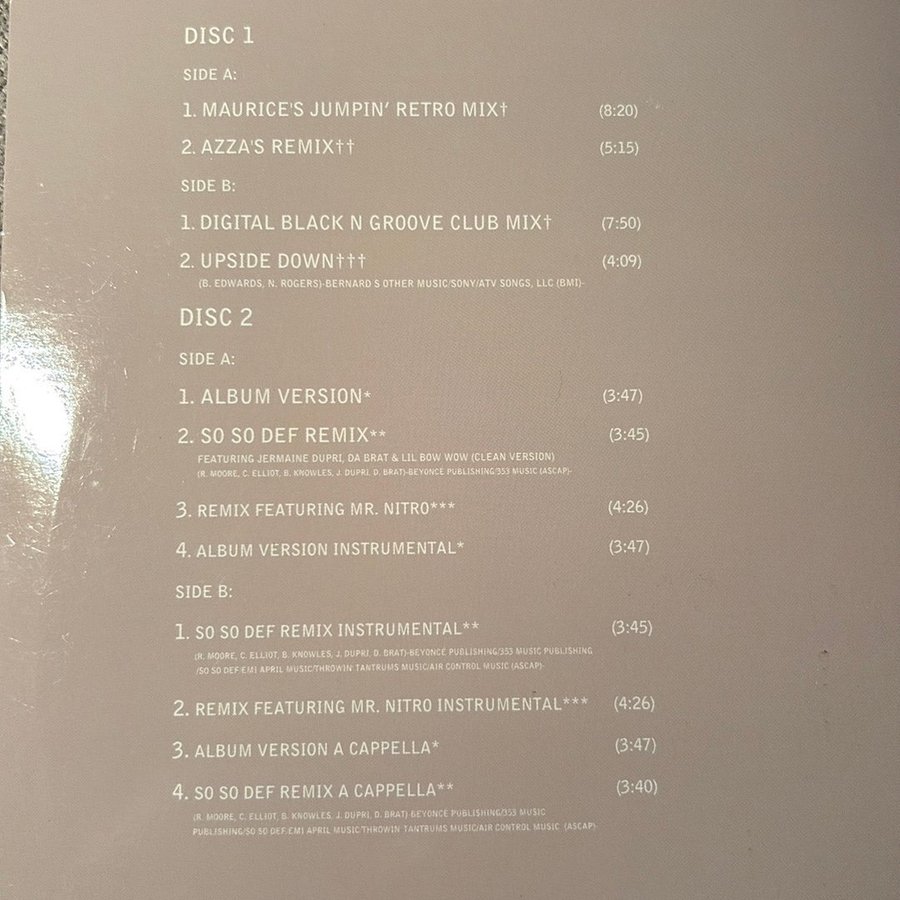 DISC 1
SIDE A:
1. MAURICE'S JUMPIN' RETRO MIX† (8:20)
2. AZZA'S REMIX†† (5:15)
SIDE B:
1. DIGITAL BLACK N GROOVE CLUB MIX† (7:50)
2. UPSIDE DOWN††† (4:09)
(B. EDWARDS, N. ROGERS)-BERNARD S OTHER MUSIC/SONY/ATV SONGS, LLC (BMI)-
DISC 2
SIDE A:
1. ALBUM VERSION* (3:47)
2. SO SO DEF REMIX** (3:45)
FEATURING JERMAINE DUPRI, DA BRAT & LIL BOW WOW (CLEAN VERSION)
(R. MOORE, C. ELLIOT, B. KNOWLES, J. DUPRI, D. BRAT)-BEYONCÉ PUBLISHING/353 MUSIC (ASCAP)-
3. REMIX FEATURING MR. NITRO*** (4:26)
4. ALBUM VERSION INSTRUMENTAL* (3:47)
SIDE B:
1. SO SO DEF REMIX INSTRUMENTAL** (3:45)
(R. MOORE, C. ELLIOT, B. KNOWLES, J. DUPRI, D. BRAT)-BEYONCÉ PUBLISHING/353 MUSIC PUBLISHING
/SO SO DEF/EMI APRIL MUSIC/THROWIN' TANTRUMS MUSIC/AIR CONTROL MUSIC (ASCAP)-
2. REMIX FEATURING MR. NITRO INSTRUMENTAL*** (4:26)
3. ALBUM VERSION A CAPPELLA* (3:47)
4. SO SO DEF REMIX A CAPPELLA** (3:40)
(R. MOORE, C. ELLIOT, B. KNOWLES, J. DUPRI, D. BRAT)-BEYONCÉ PUBLISHING/353 MUSIC
PUBLISHING/SO SO DEF/EMI APRIL MUSIC/THROWIN' TANTRUMS MUSIC/AIR CONTROL MUSIC (ASCAP)-